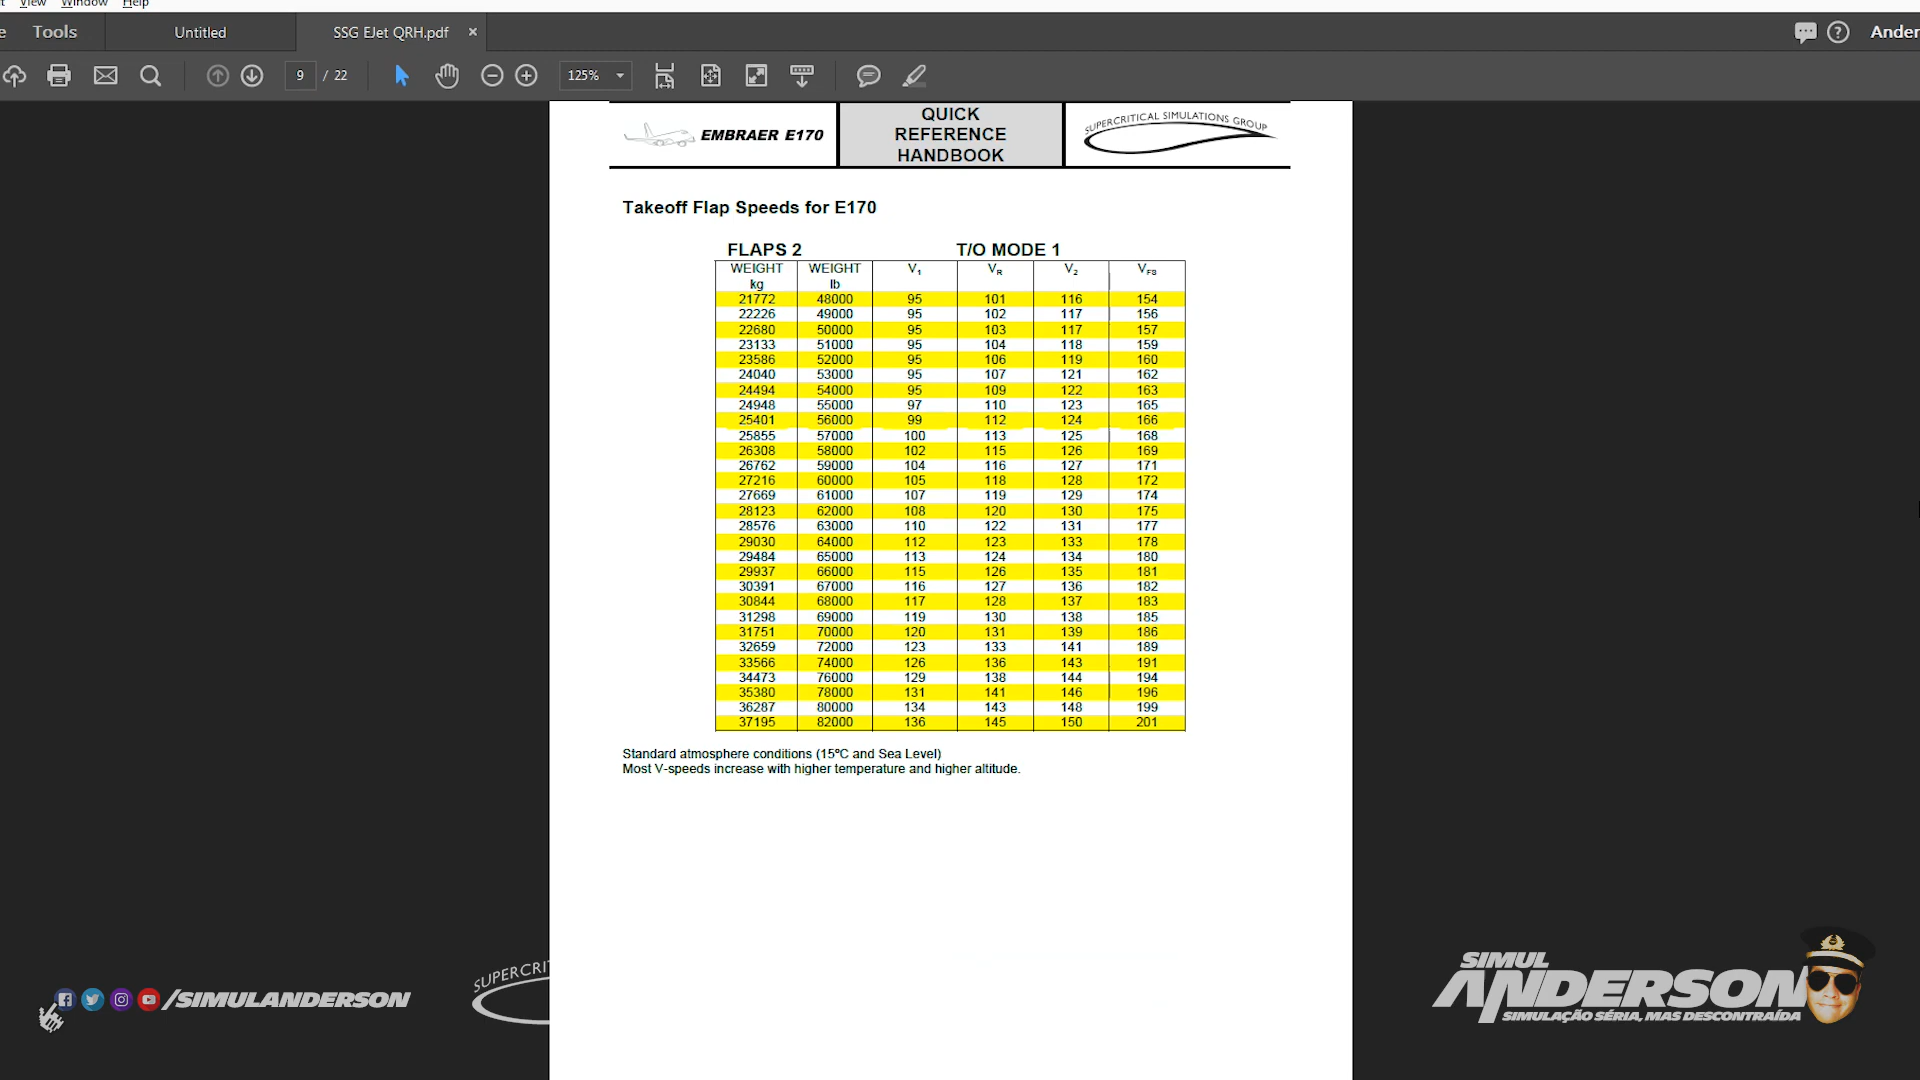 View Window Help
Tools Untitled SSG EJet QRH.pdf × Ander
9 / 22 125%
EMBRAER E170
QUICK
REFERENCE
HANDBOOK
SUPERCRITICAL SIMULATIONS GROUP
Takeoff Flap Speeds for E170
FLAPS 2 T/O MODE 1
WEIGHT WEIGHT V1 VR V2 VFS
kg lb
21772 48000 95 101 116 154
22226 49000 95 102 117 156
22680 50000 95 103 117 157
23133 51000 95 104 118 159
23586 52000 95 106 119 160
24040 53000 95 107 121 162
24494 54000 95 109 122 163
24948 55000 97 110 123 165
25401 56000 99 112 124 166
25855 57000 100 113 125 168
26308 58000 102 115 126 169
26762 59000 104 116 127 171
27216 60000 105 118 128 172
27669 61000 107 119 129 174
28123 62000 108 120 130 175
28576 63000 110 122 131 177
29030 64000 112 123 133 178
29484 65000 113 124 134 180
29937 66000 115 126 135 181
30391 67000 116 127 136 182
30844 68000 117 128 137 183
31298 69000 119 130 138 185
31751 70000 120 131 139 186
32659 72000 123 133 141 189
33566 74000 126 136 143 191
34473 76000 129 138 144 194
35380 78000 131 141 146 196
36287 80000 134 143 148 199
37195 82000 136 145 150 201
Standard atmosphere conditions (15ºC and Sea Level)
Most V-speeds increase with higher temperature and higher altitude.
/SIMULANDERSON
SUPERCRI
SIMUL
ANDERSON
SIMULAÇÃO SÉRIA, MAS DESCONTRAÍDA